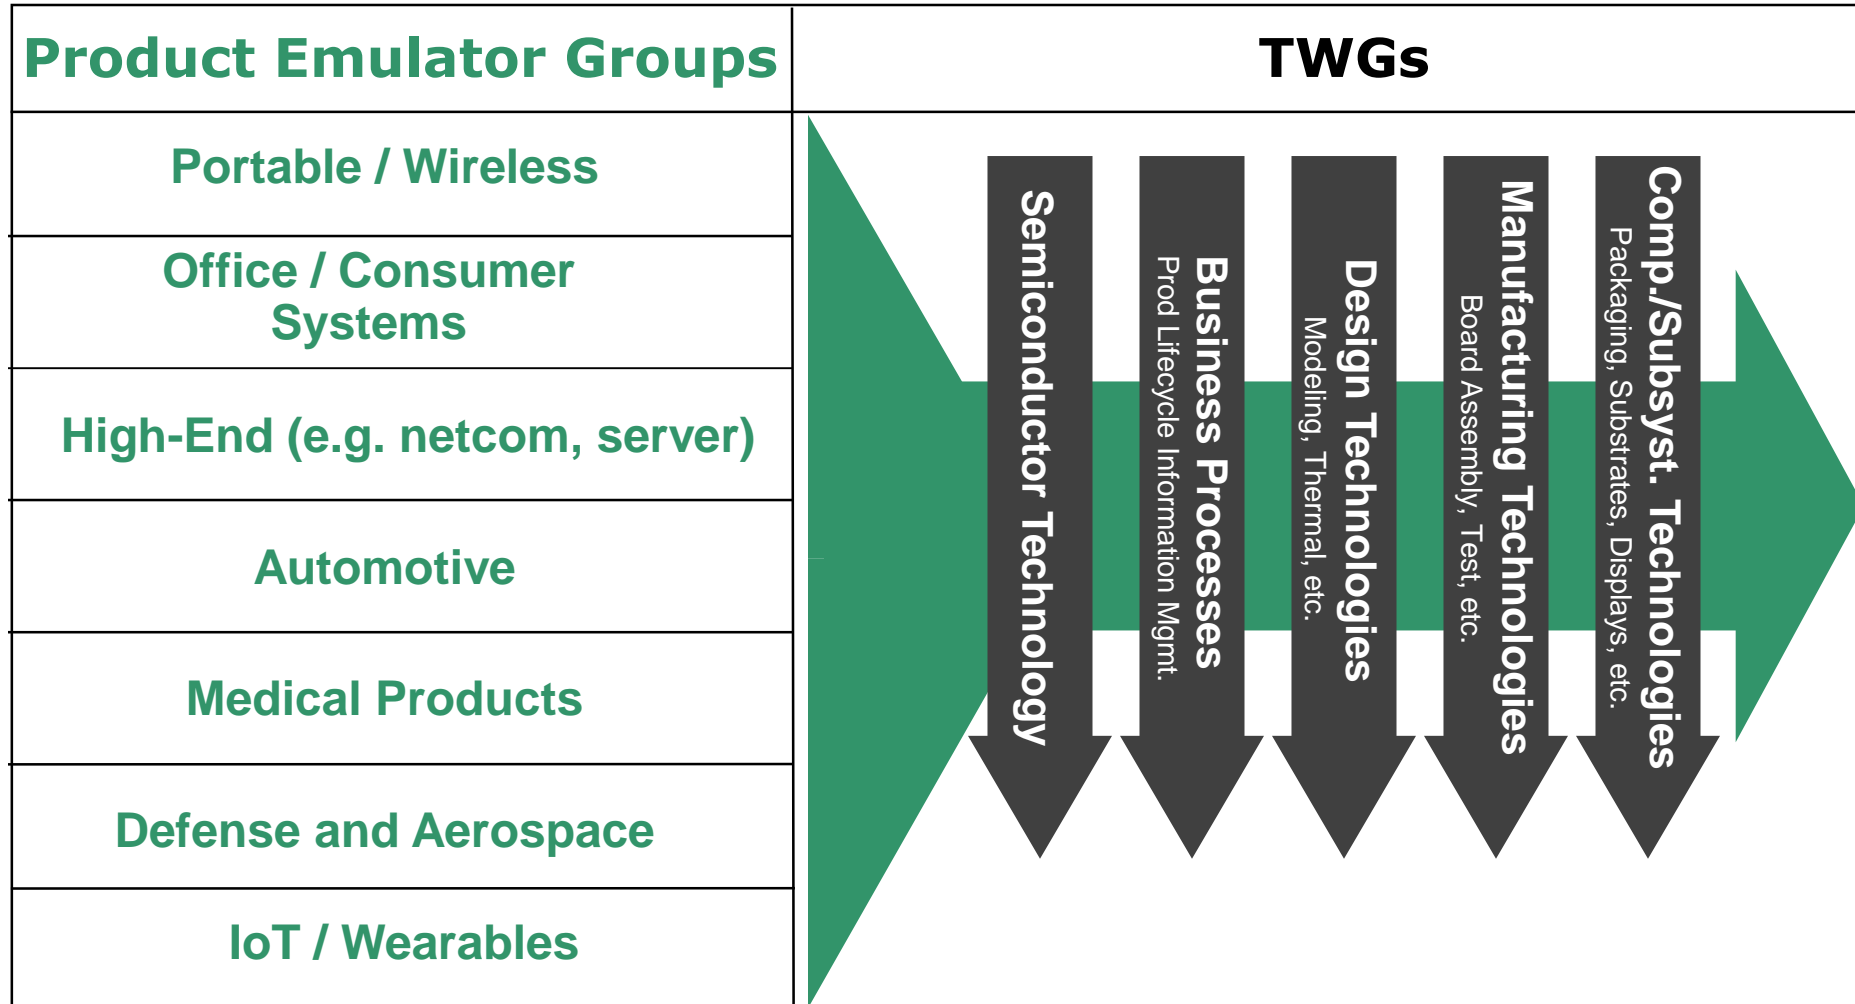 Product Emulator Groups
TWGs
Portable / Wireless
Office / Consumer
Systems
High-End (e.g. netcom, server)
Automotive
Medical Products
Defense and Aerospace
IoT / Wearables
Semiconductor Technology
Business Processes
Prod Lifecycle Information Mgmt.
Design Technologies
Modeling, Thermal, etc.
Manufacturing Technologies
Board Assembly, Test, etc.
Comp./Subsyst. Technologies
Packaging, Substrates, Displays, etc.